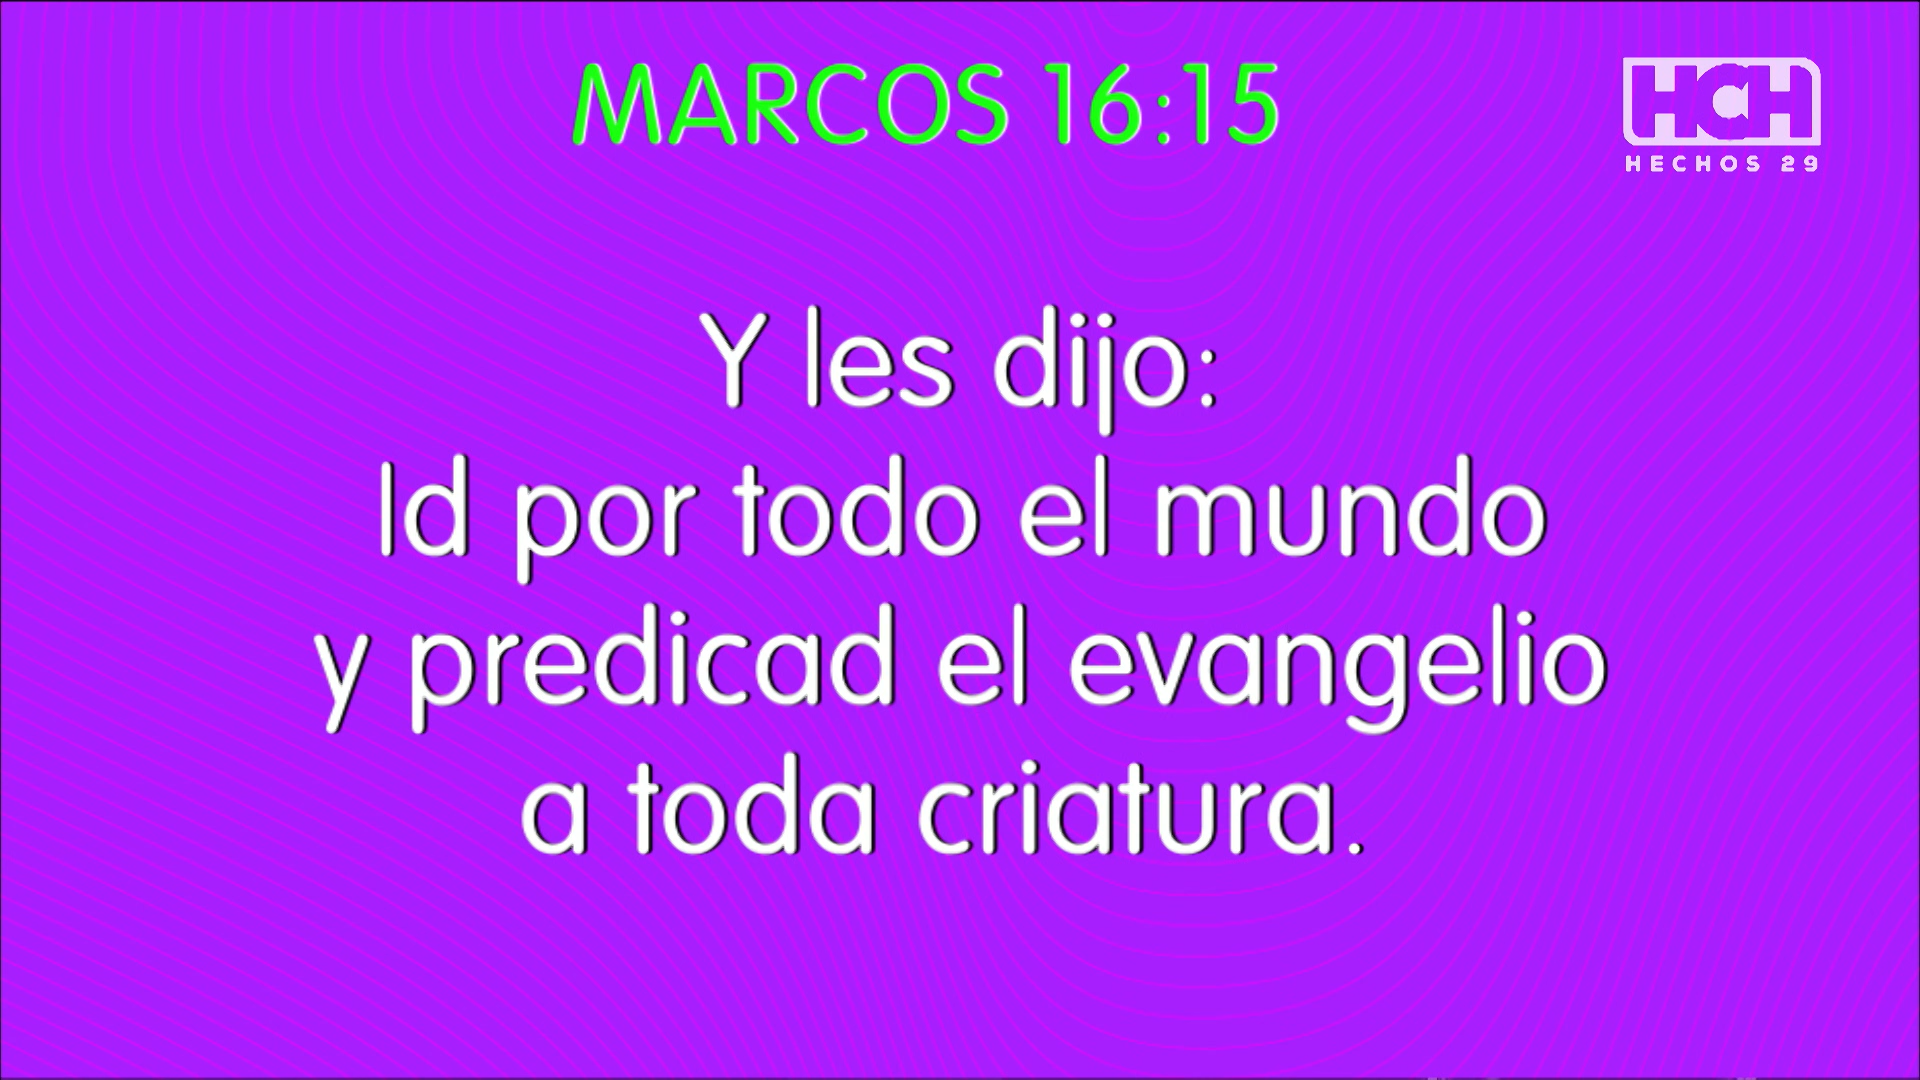 MARCOS 16:15
HCH
HECHOS 29
Y les dijo:
Id por todo el mundo
y predicad el evangelio
a toda criatura.